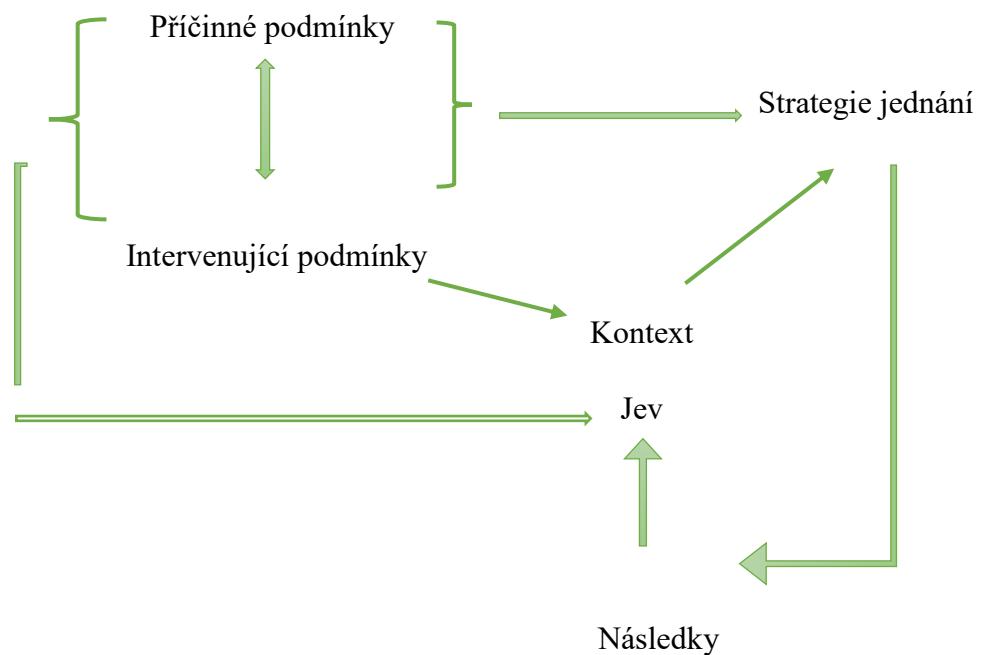 Příčinné podmínky
Strategie jednání
Intervenující podmínky
Kontext
Jev
Následky